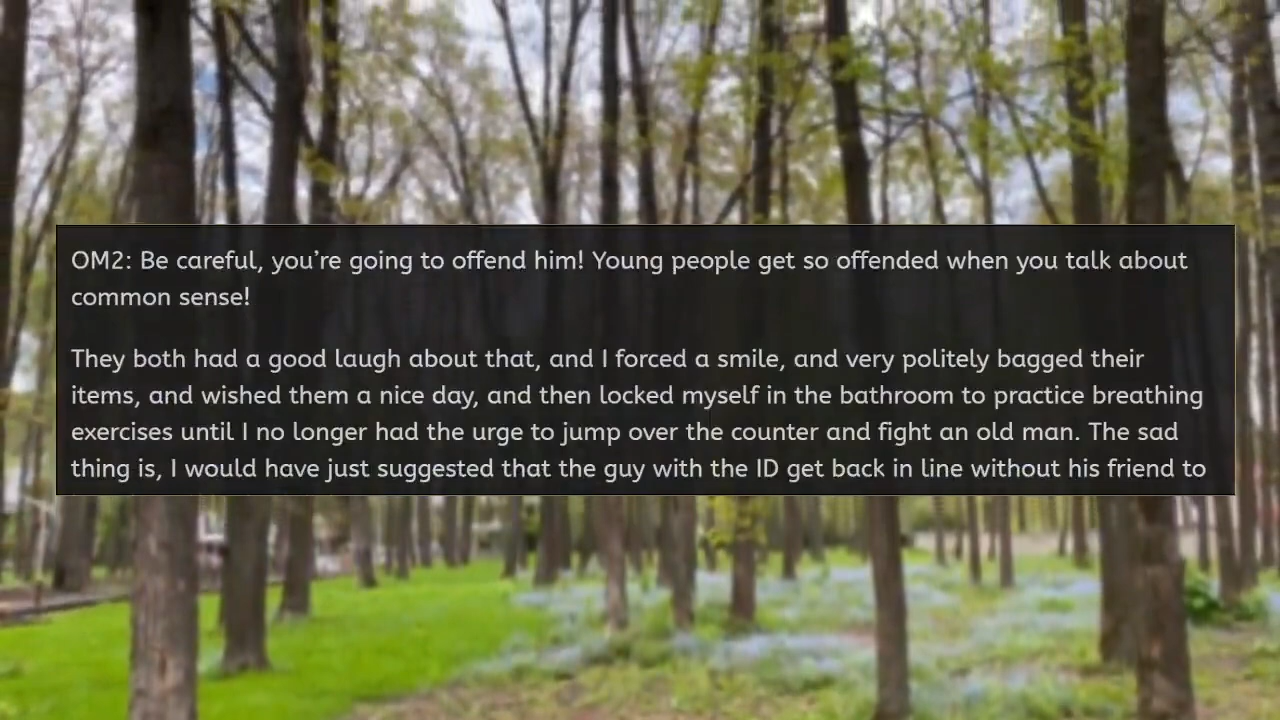 OM2: Be careful, you’re going to offend him! Young people get so offended when you talk about
common sense!
They both had a good laugh about that, and I forced a smile, and very politely bagged their
items, and wished them a nice day, and then locked myself in the bathroom to practice breathing
exercises until I no longer had the urge to jump over the counter and fight an old man. The sad
thing is, I would have just suggested that the guy with the ID get back in line without his friend to